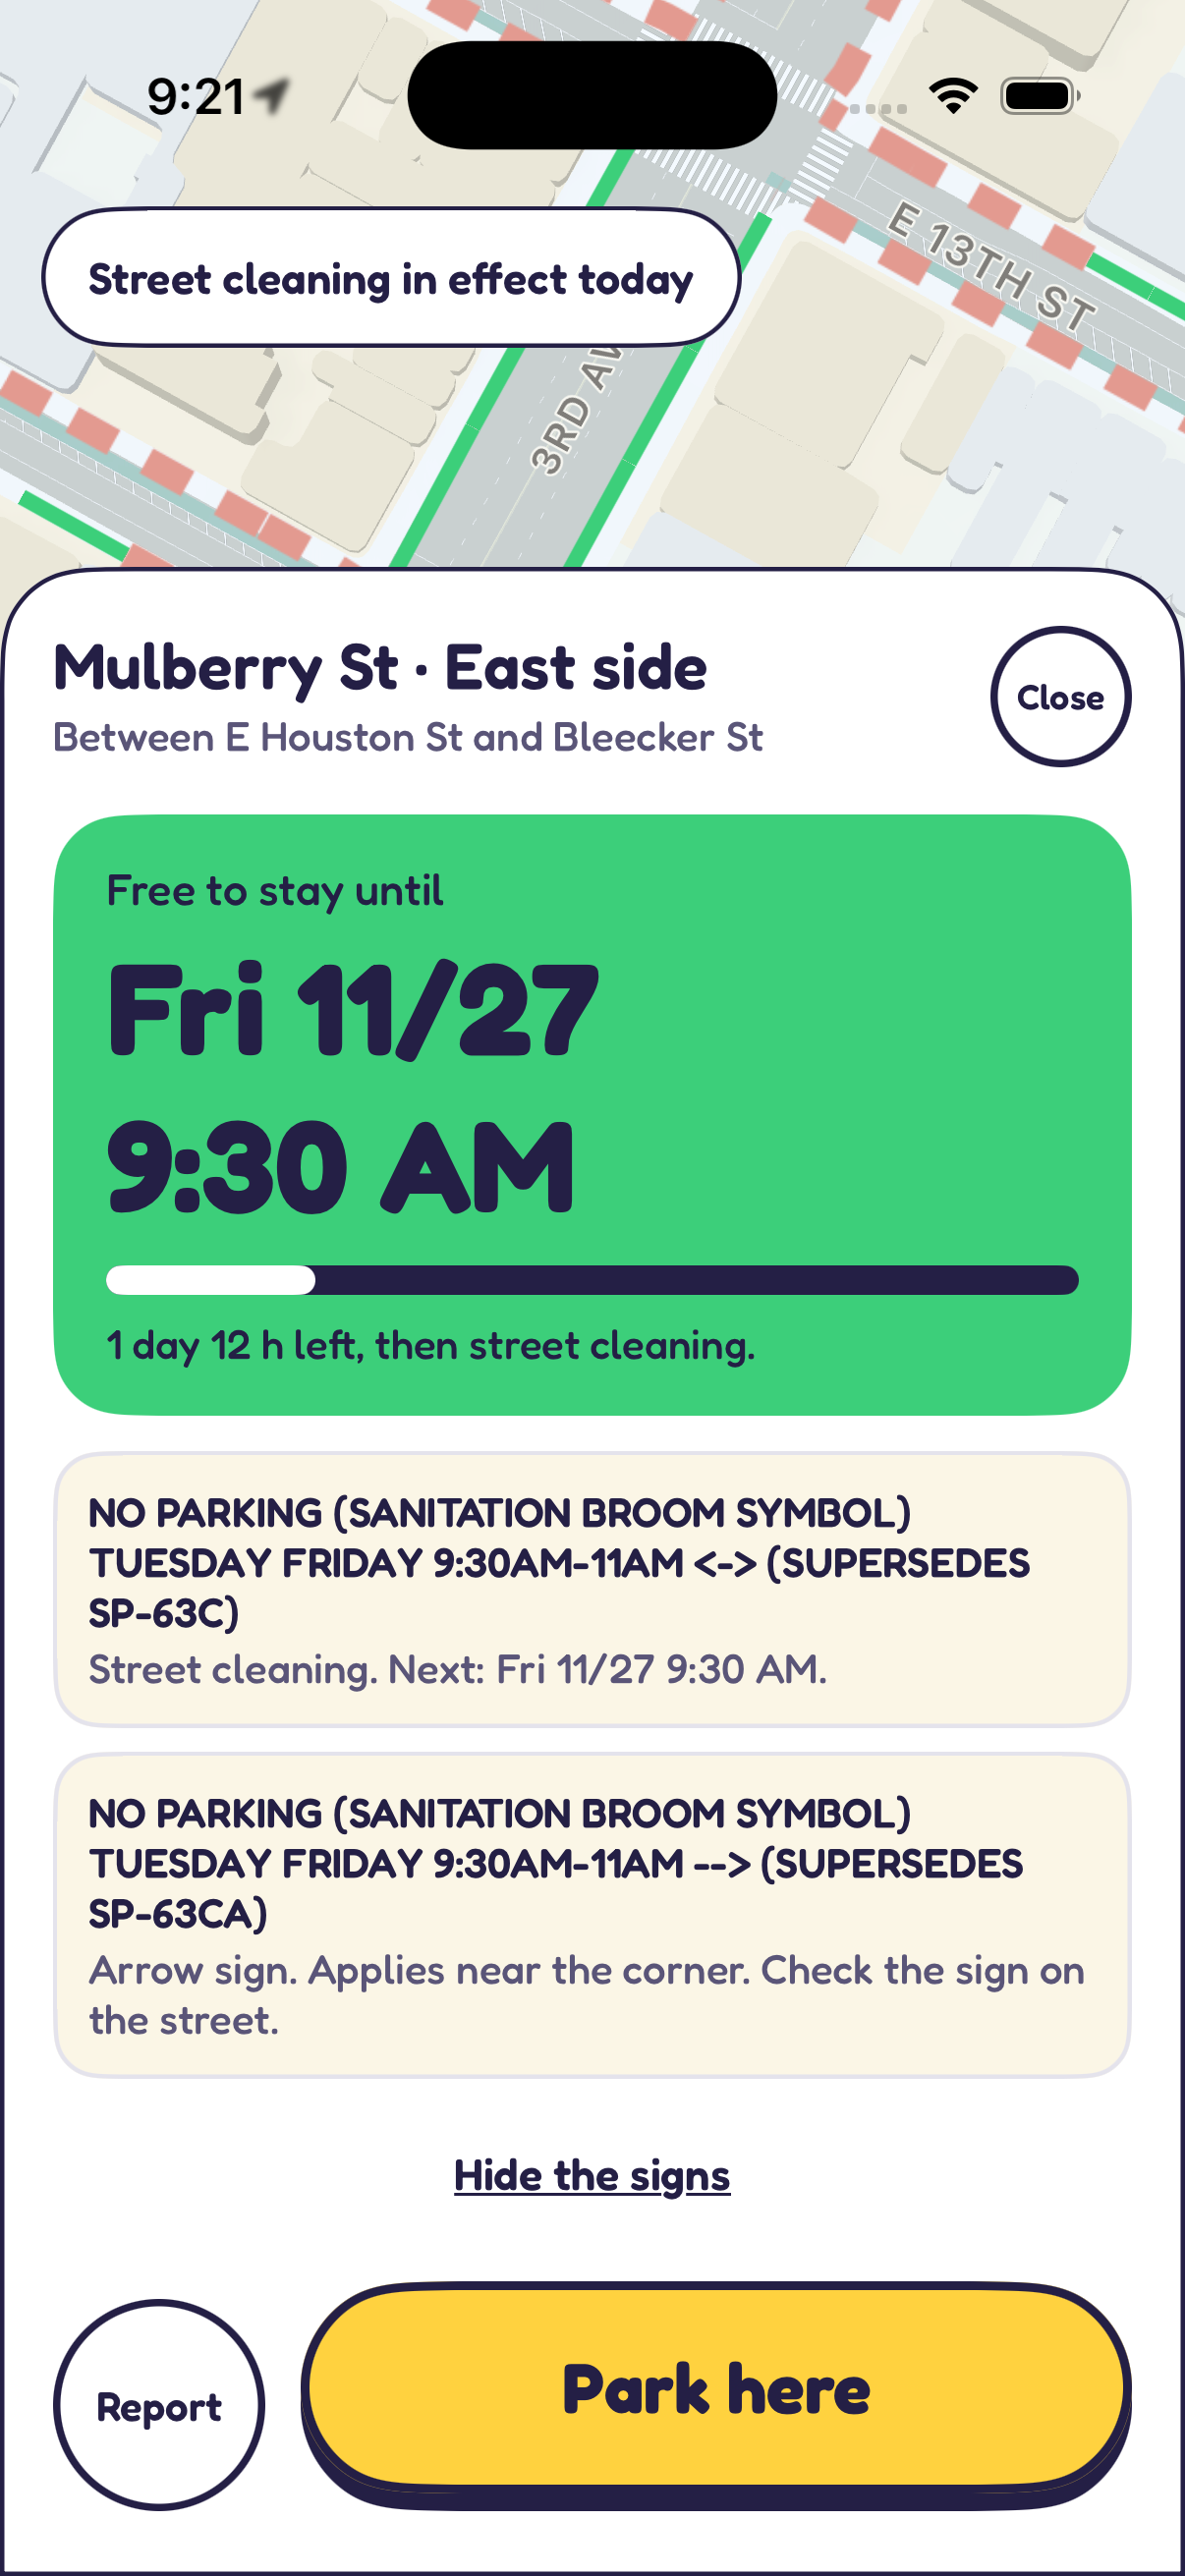 9:21
E 13TH ST
Street cleaning in effect today
3RD AV
Mulberry St · East side
Between E Houston St and Bleecker St
Close
Free to stay until
Fri 11/27
9:30 AM
1 day 12 h left, then street cleaning.
NO PARKING (SANITATION BROOM SYMBOL)
TUESDAY FRIDAY 9:30AM-11AM <-> (SUPERSEDES
SP-63C)
Street cleaning. Next: Fri 11/27 9:30 AM.
NO PARKING (SANITATION BROOM SYMBOL)
TUESDAY FRIDAY 9:30AM-11AM --> (SUPERSEDES
SP-63CA)
Arrow sign. Applies near the corner. Check the sign on
the street.
Hide the signs
Report
Park here